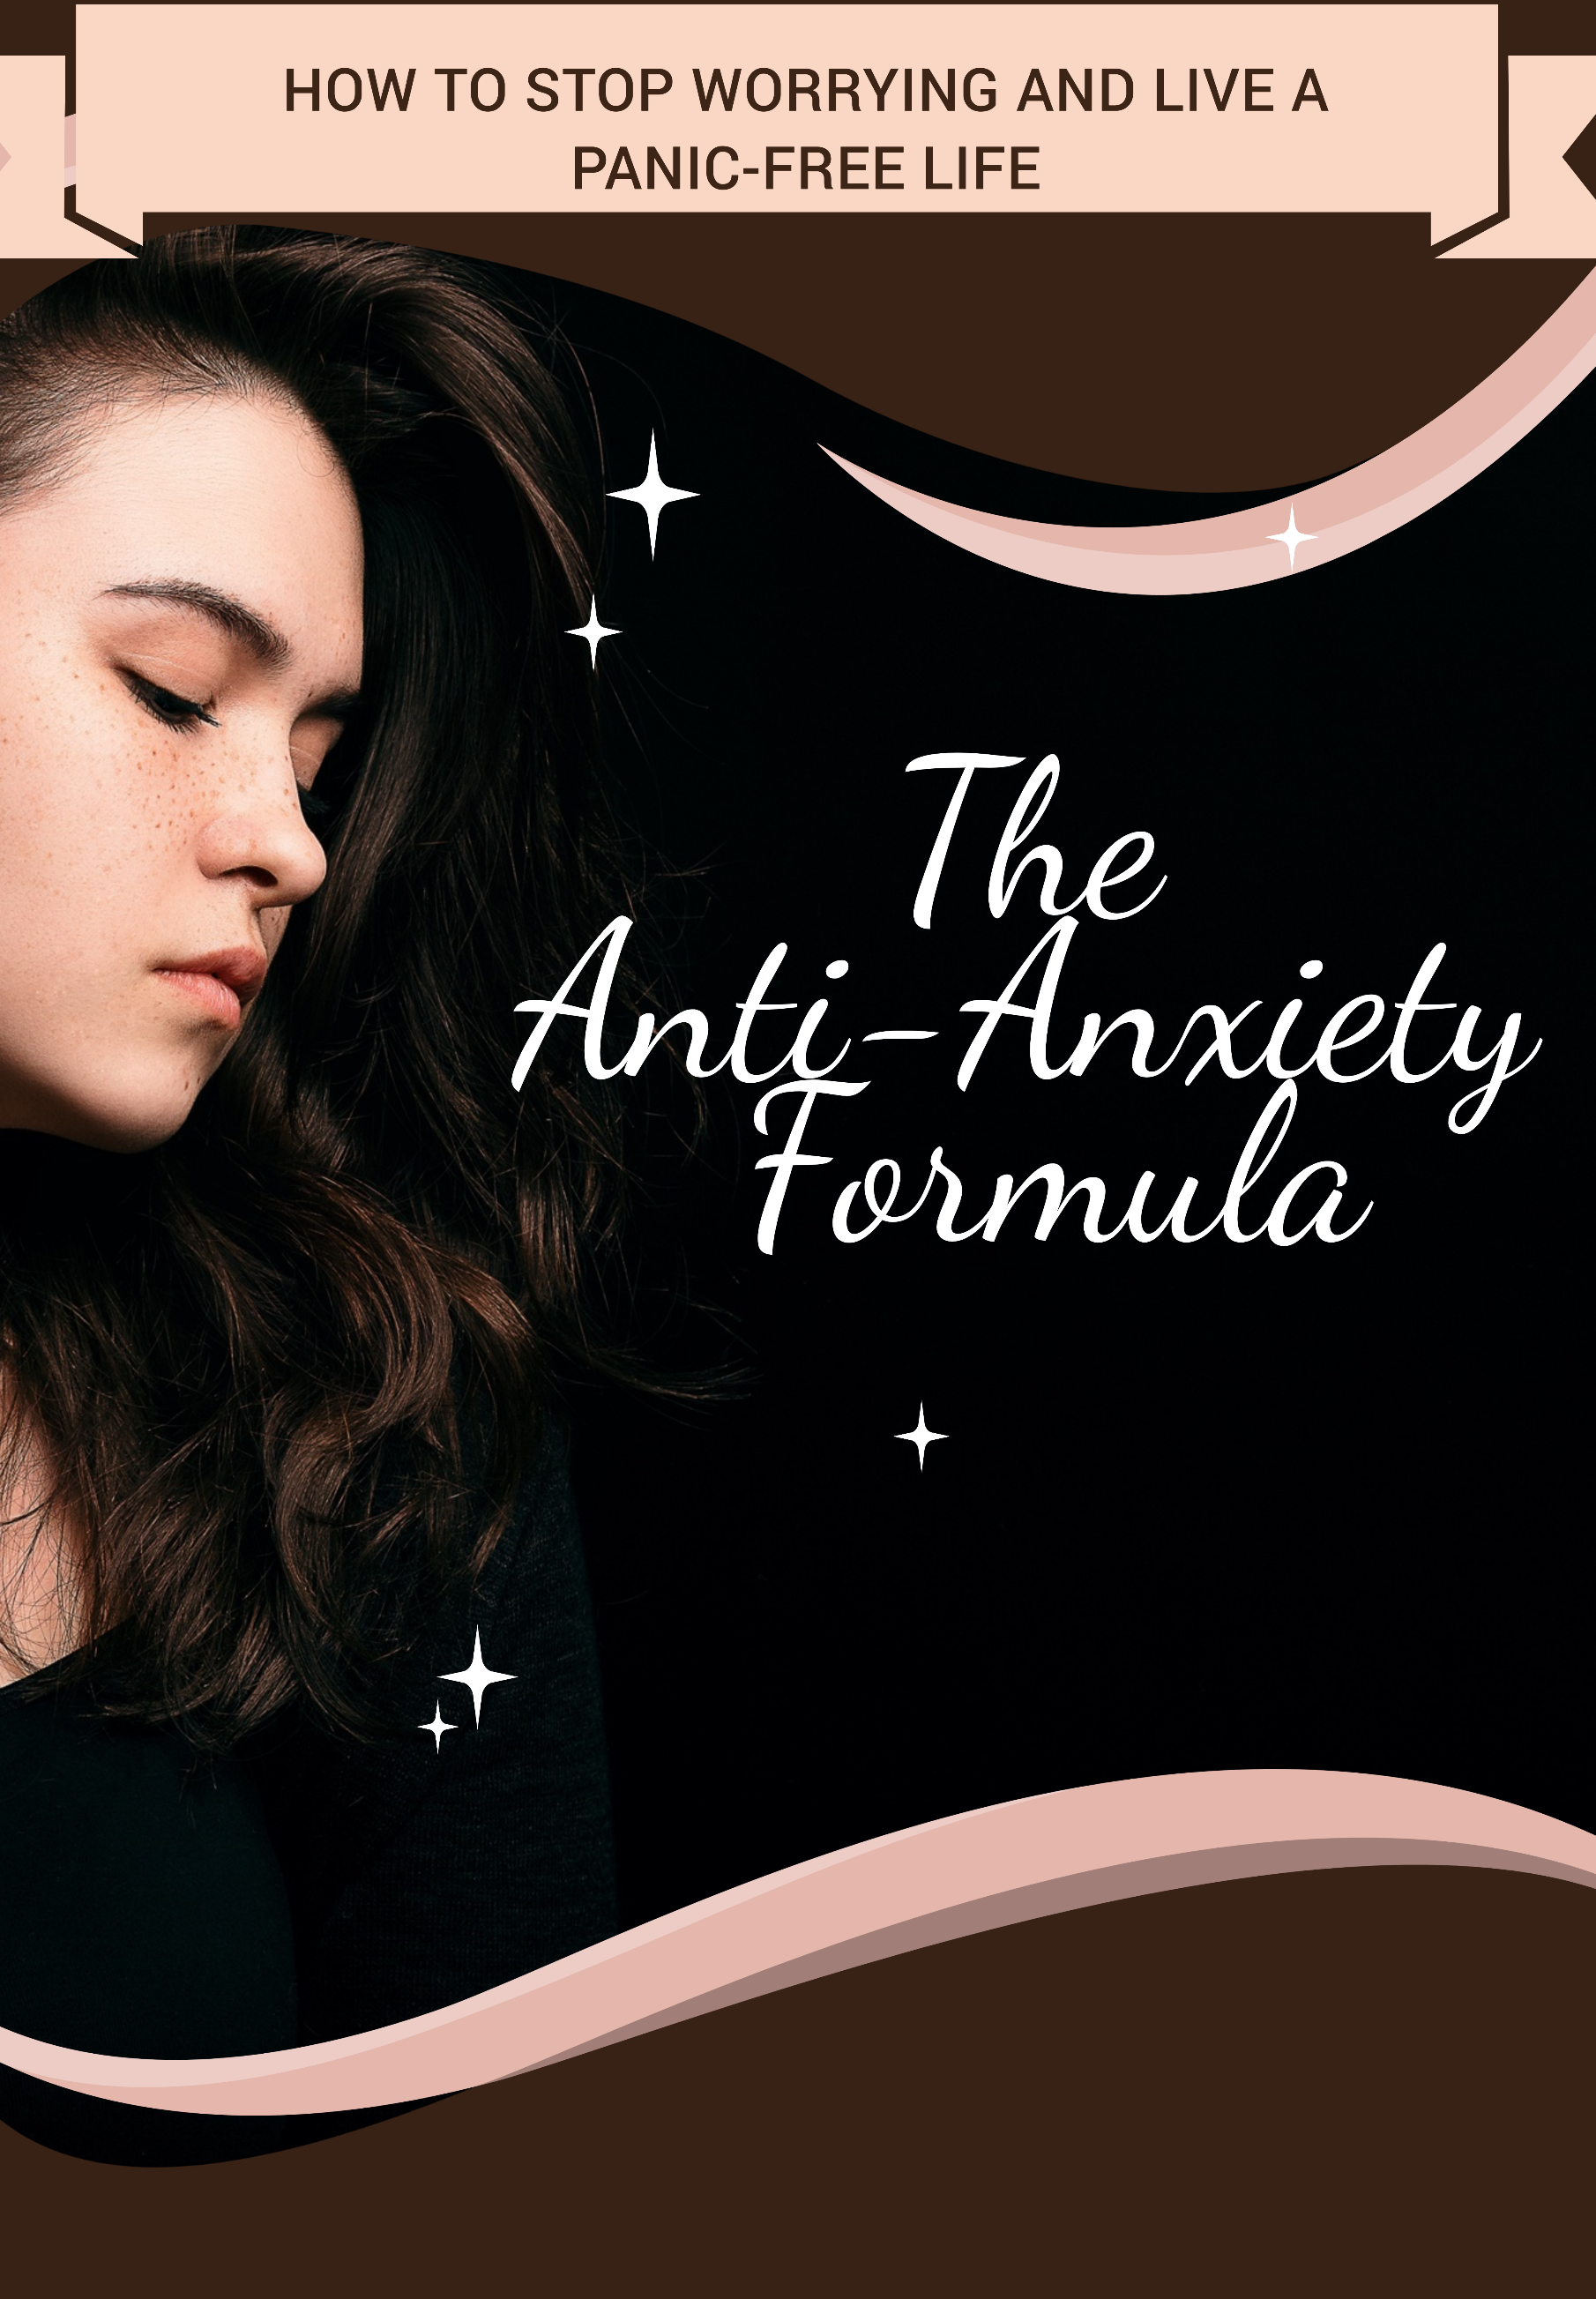 HOW TO STOP WORRYING AND LIVE A
PANIC-FREE LIFE
The
Anti-Anxiety
Formula